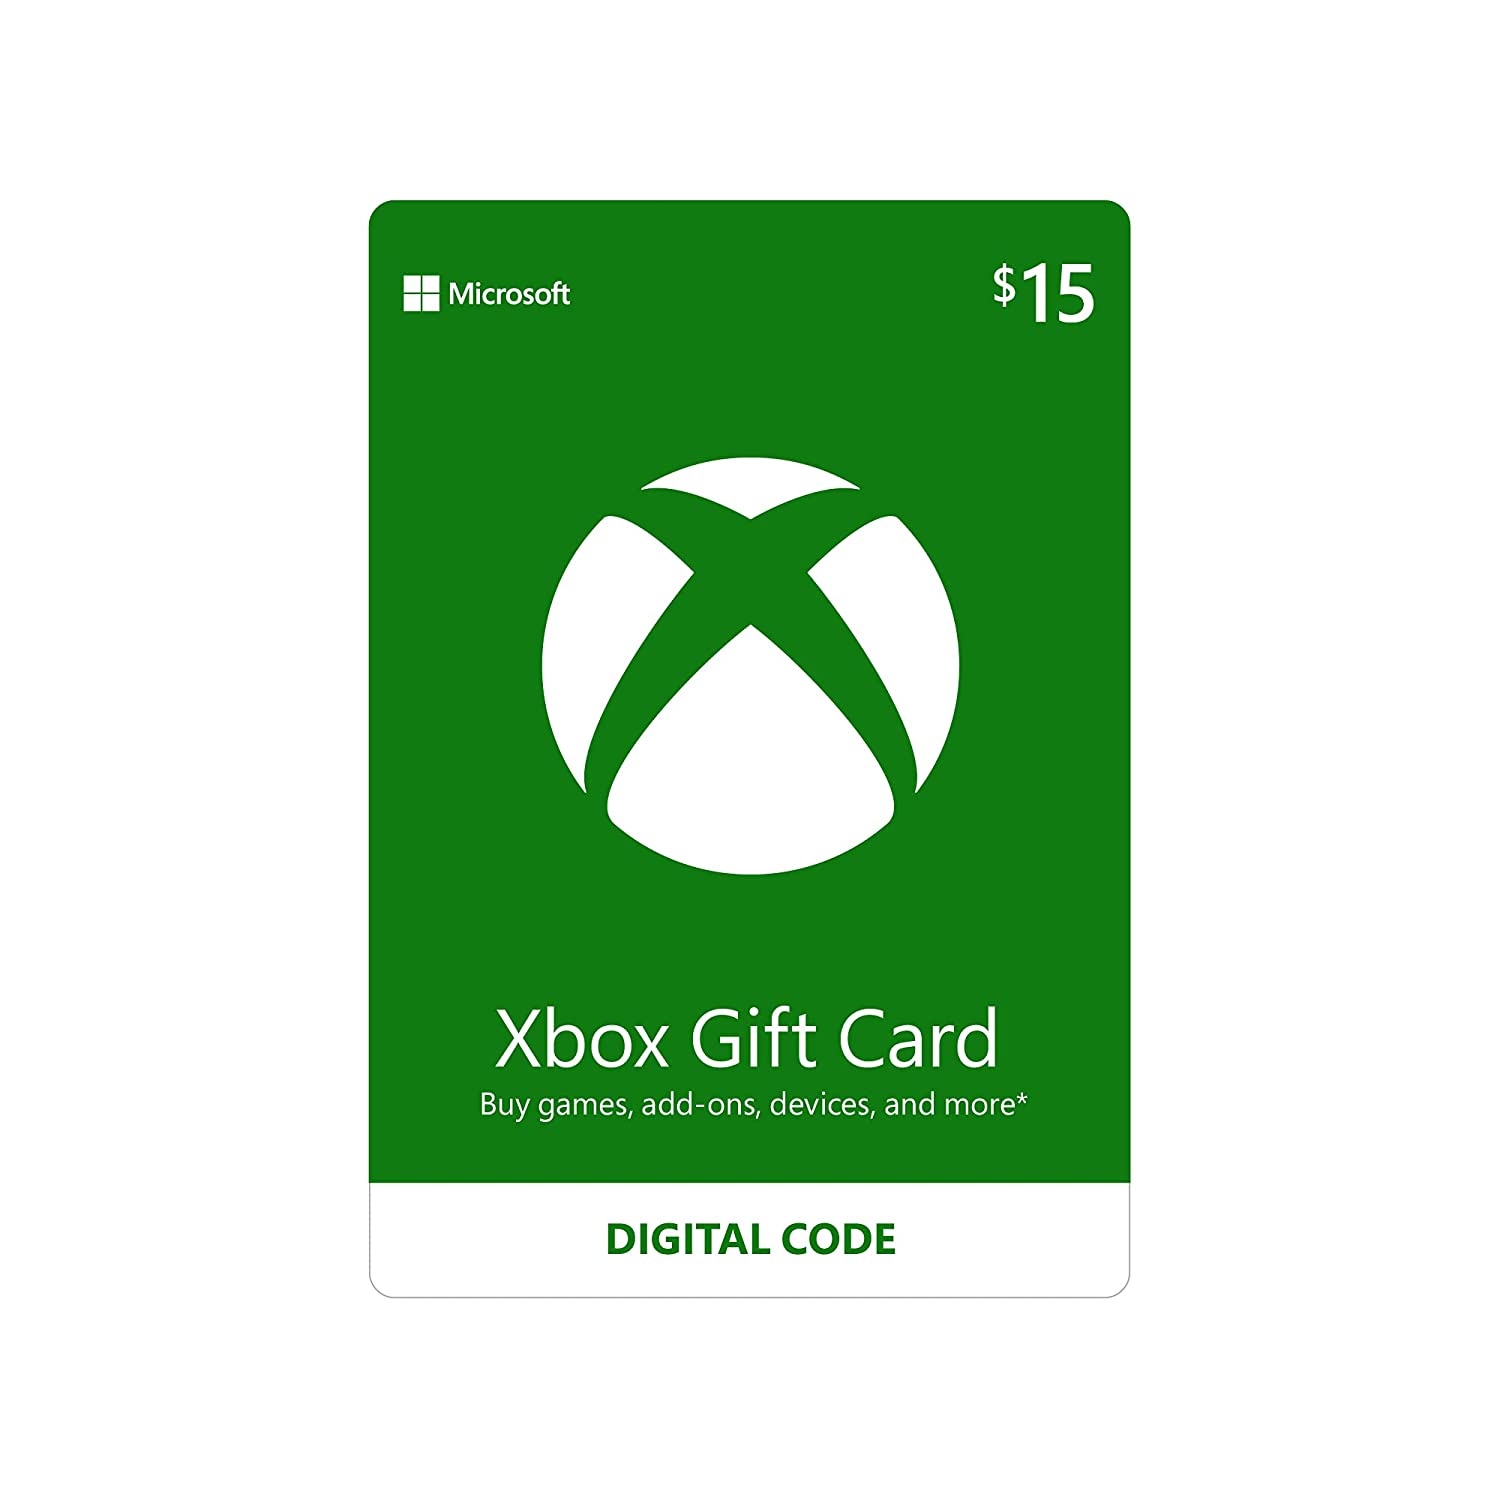 Microsoft
$15
Xbox Gift Card
Buy games, add-ons, devices, and more*
DIGITAL CODE